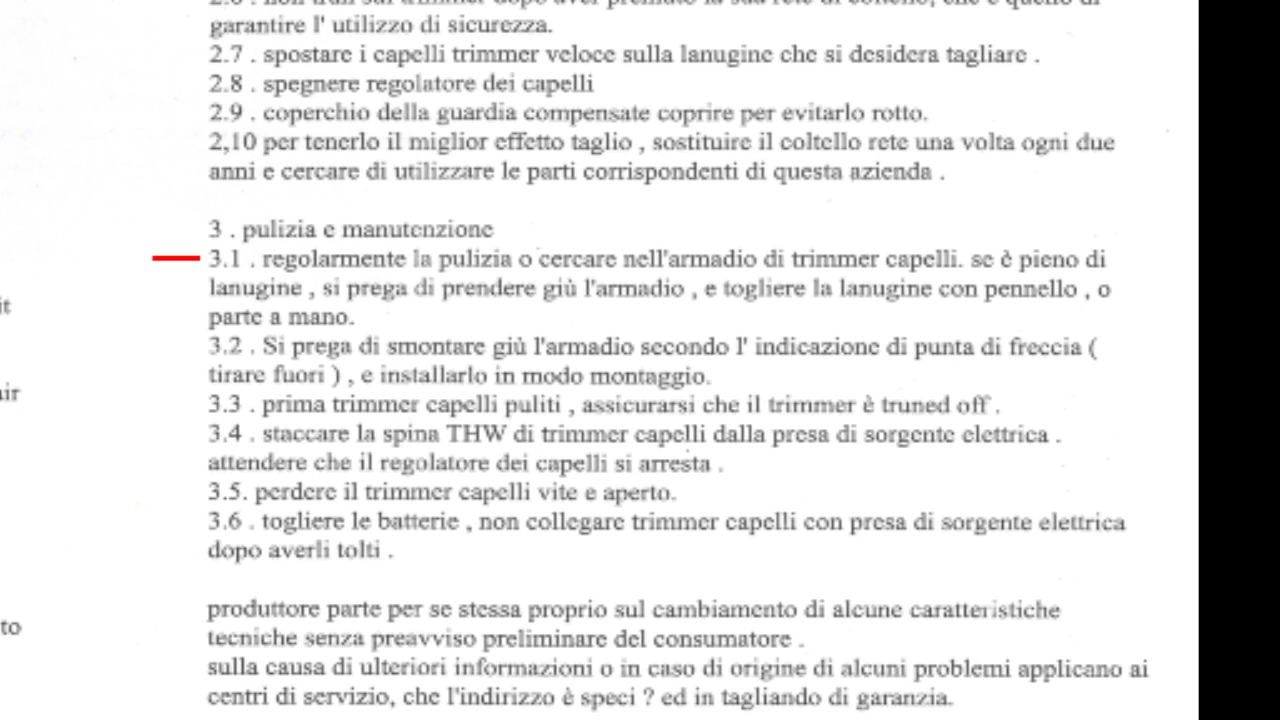 garantire l' utilizzo di sicurezza.
2.7 . spostare i capelli trimmer veloce sulla lanugine che si desidera tagliare .
2.8 . spegnere regolatore dei capelli
2.9 . coperchio della guardia compensate coprire per evitarlo rotto.
2,10 per tenerlo il miglior effetto taglio , sostituire il coltello rete una volta ogni due
anni e cercare di utilizzare le parti corrispondenti di questa azienda .
3 . pulizia e manutenzione
3.1 . regolarmente la pulizia o cercare nell'armadio di trimmer capelli. se è pieno di
it
lanugine , si prega di prendere giù l'armadio , e togliere la lanugine con pennello , o
parte a mano.
3.2 . Si prega di smontare giù l'armadio secondo l' indicazione di punta di freccia (
tirare fuori ) , e installarlo in modo montaggio.
air
3.3 . prima trimmer capelli puliti , assicurarsi che il trimmer è truned off .
3.4 . staccare la spina THW di trimmer capelli dalla presa di sorgente elettrica .
attendere che il regolatore dei capelli si arresta .
3.5. perdere il trimmer capelli vite e aperto.
3.6 . togliere le batterie , non collegare trimmer capelli con presa di sorgente elettrica
dopo averli tolti .
produttore parte per se stessa proprio sul cambiamento di alcune caratteristiche
to
tecniche senza preavviso preliminare del consumatore .
sulla causa di ulteriori informazioni o in caso di origine di alcuni problemi applicano ai
centri di servizio, che l'indirizzo è speci ? ed in tagliando di garanzia.